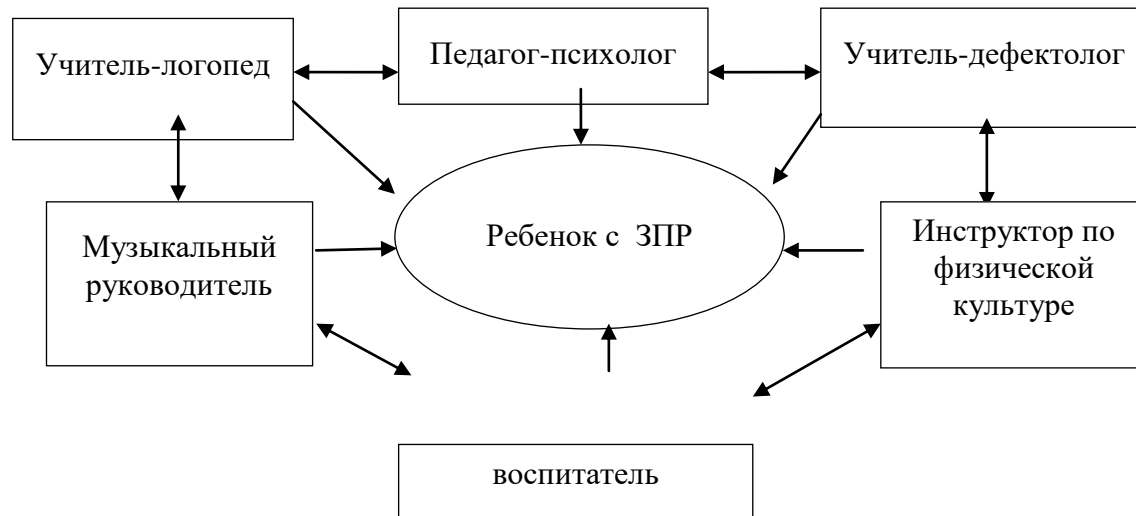 Учитель-логопед
Педагог-психолог
Учитель-дефектолог
Музыкальный
руководитель
Ребенок с ЗПР
Инструктор по
физической
культуре
воспитатель